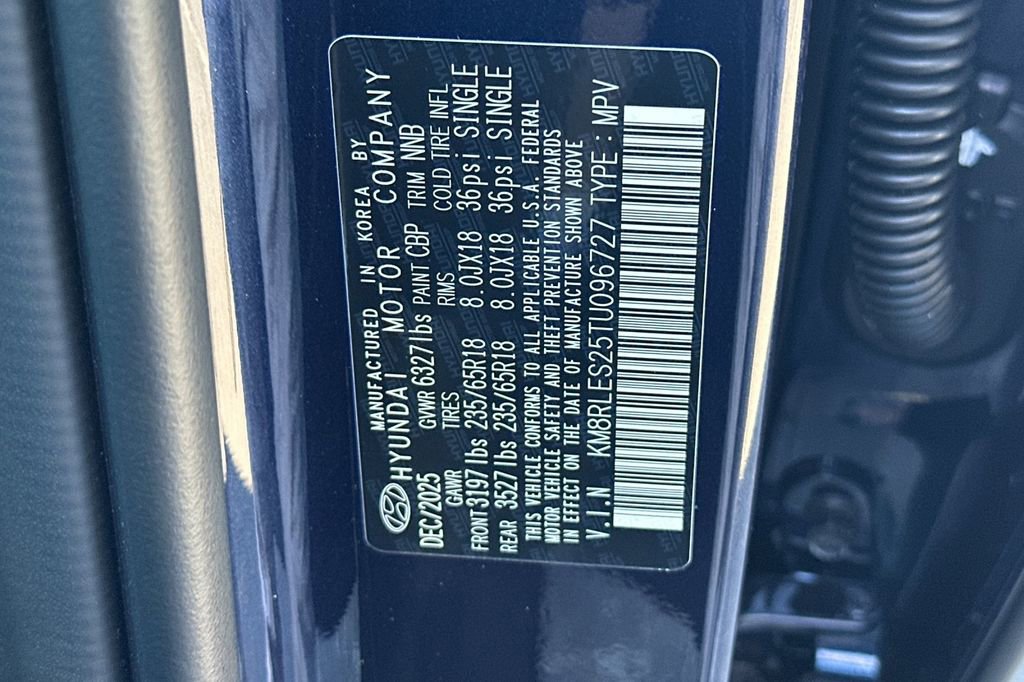 MANUFACTURED IN KOREA BY
HYUNDAI MOTOR COMPANY
DEC/2025 GVWR 6327lbs PAINT CBP TRIM NNB
GAWR TIRES RIMS COLD TIRE INFL
FRONT 3197lbs 235/65R18 8.0JX18 36psi SINGLE
REAR 3527lbs 235/65R18 8.0JX18 36psi SINGLE
THIS VEHICLE CONFORMS TO ALL APPLICABLE U.S.A. FEDERAL
MOTOR VEHICLE SAFETY AND THEFT PREVENTION STANDARDS
IN EFFECT ON THE DATE OF MANUFACTURE SHOWN ABOVE
V.I.N KM8RLES25TU096727 TYPE : MPV